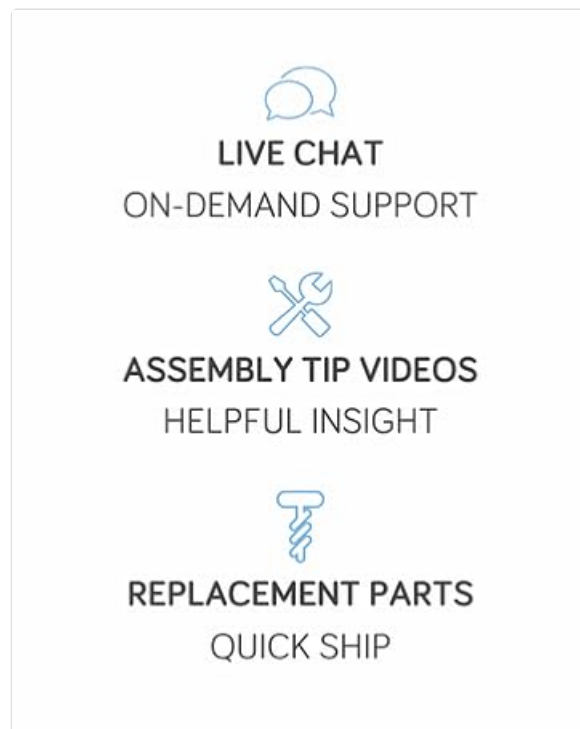 LIVE CHAT
ON-DEMAND SUPPORT
ASSEMBLY TIP VIDEOS
HELPFUL INSIGHT
REPLACEMENT PARTS
QUICK SHIP